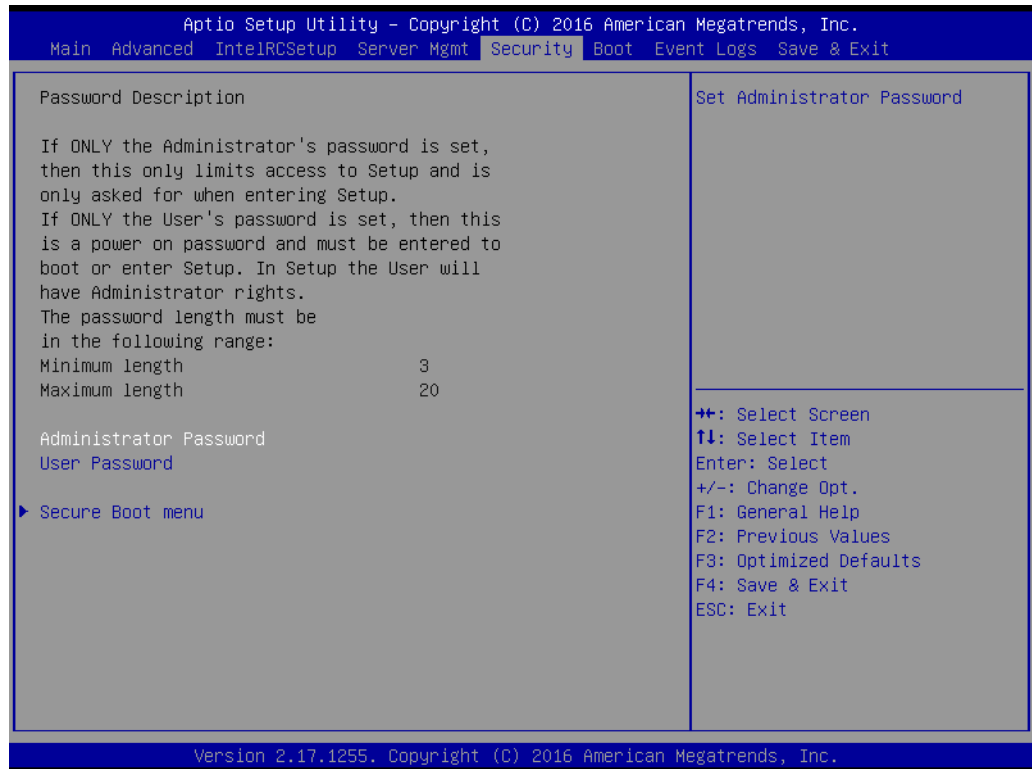 Aptio Setup Utility – Copyright (C) 2016 American Megatrends, Inc.
Main Advanced IntelRCSetup Server Mgmt Security Boot Event Logs Save & Exit
Password Description
If ONLY the Administrator's password is set,
then this only limits access to Setup and is
only asked for when entering Setup.
If ONLY the User's password is set, then this
is a power on password and must be entered to
boot or enter Setup. In Setup the User will
have Administrator rights.
The password length must be
in the following range:
Minimum length 3
Maximum length 20
Administrator Password
User Password
Secure Boot menu
Set Administrator Password
→←: Select Screen
↑↓: Select Item
Enter: Select
+/-: Change Opt.
F1: General Help
F2: Previous Values
F3: Optimized Defaults
F4: Save & Exit
ESC: Exit
Version 2.17.1255. Copyright (C) 2016 American Megatrends, Inc.